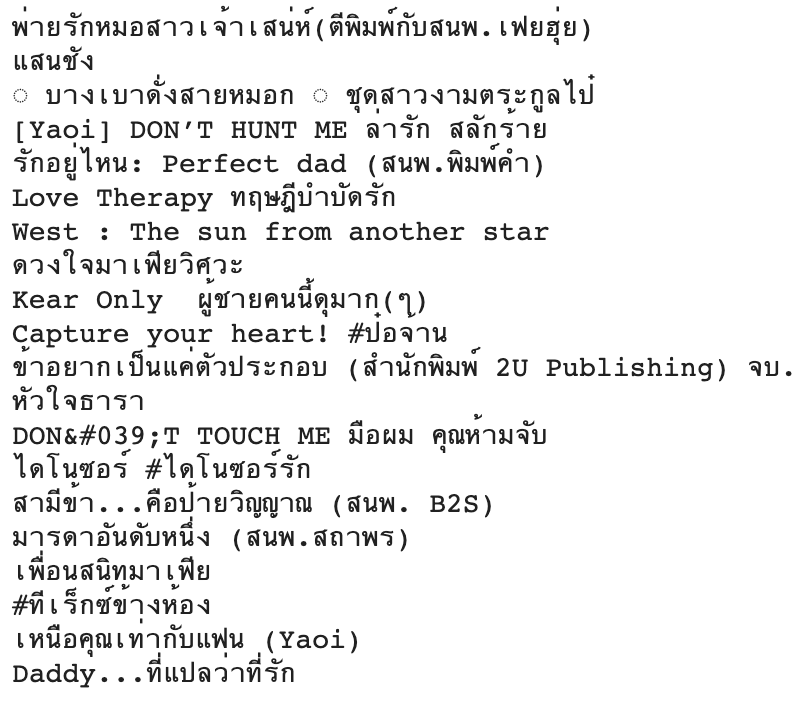 พ่ายรักหมอสาวเจ้าเสน่ห์(ตีพิมพ์กับสนพ.เฟยฮุ่ย)
แสนชัง
◌ บางเบาดั่งสายหมอก ◌ ชุดสาวงามตระกูลไป๋
[Yaoi] DON’T HUNT ME ล่ารัก สลักร้าย
รักอยู่ไหน: Perfect dad (สนพ.พิมพ์คำ)
Love Therapy ทฤษฎีบำบัดรัก
West : The sun from another star
ดวงใจมาเฟียวิศวะ
Kear Only  ผู้ชายคนนี้ดุมาก(ๆ)
Capture your heart! #ป๋อจ้าน
ข้าอยากเป็นแค่ตัวประกอบ (สำนักพิมพ์ 2U Publishing) จบ.
หัวใจธารา
DON&#039;T TOUCH ME มือผม คุณห้ามจับ
ไดโนซอร์ #ไดโนซอร์รัก
สามีข้า...คือป้ายวิญญาณ (สนพ. B2S)
มารดาอันดับหนึ่ง (สนพ.สถาพร)
เพื่อนสนิทมาเฟีย
#ทีเร็กซ์ข้างห้อง
เหนือคุณเท่ากับแฟน (Yaoi)
Daddy...ที่แปลว่าที่รัก